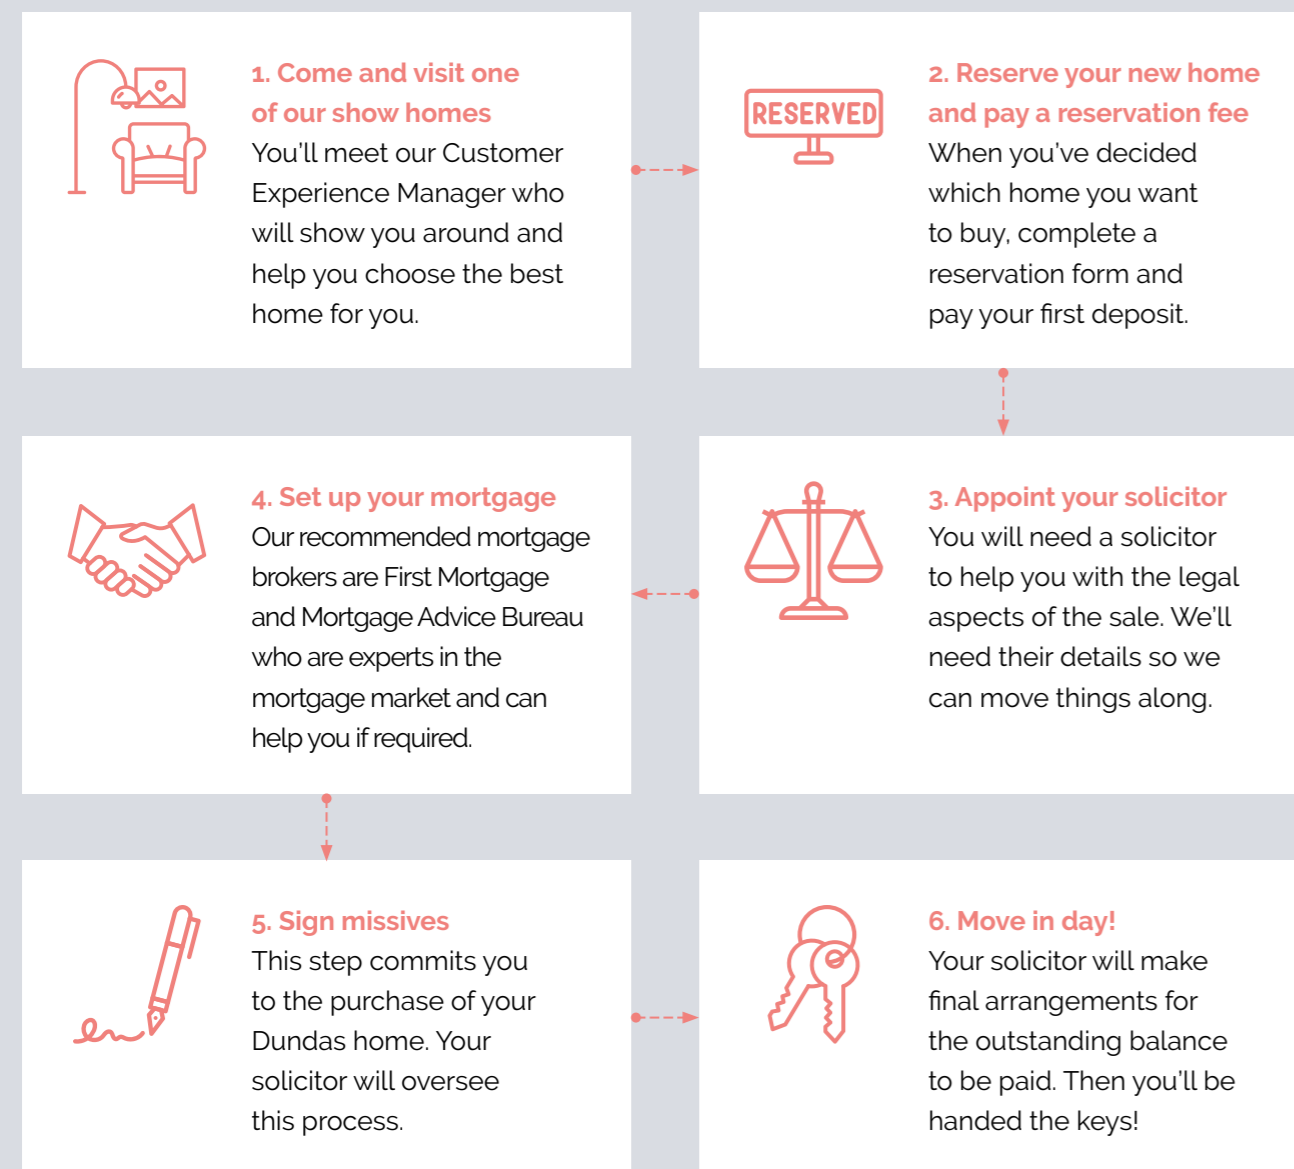 1. Come and visit one
of our show homes
You'll meet our Customer
Experience Manager who
will show you around and
help you choose the best
home for you.
RESERVED
2. Reserve your new home
and pay a reservation fee
When you've decided
which home you want
to buy, complete a
reservation form and
pay your first deposit.
3. Appoint your solicitor
You will need a solicitor
to help you with the legal
aspects of the sale. We'll
need their details so we
can move things along.
4. Set up your mortgage
Our recommended mortgage
brokers are First Mortgage
and Mortgage Advice Bureau
who are experts in the
mortgage market and can
help you if required.
5. Sign missives
This step commits you
to the purchase of your
Dundas home. Your
solicitor will oversee
this process.
6. Move in day!
Your solicitor will make
final arrangements for
the outstanding balance
to be paid. Then you'll be
handed the keys!